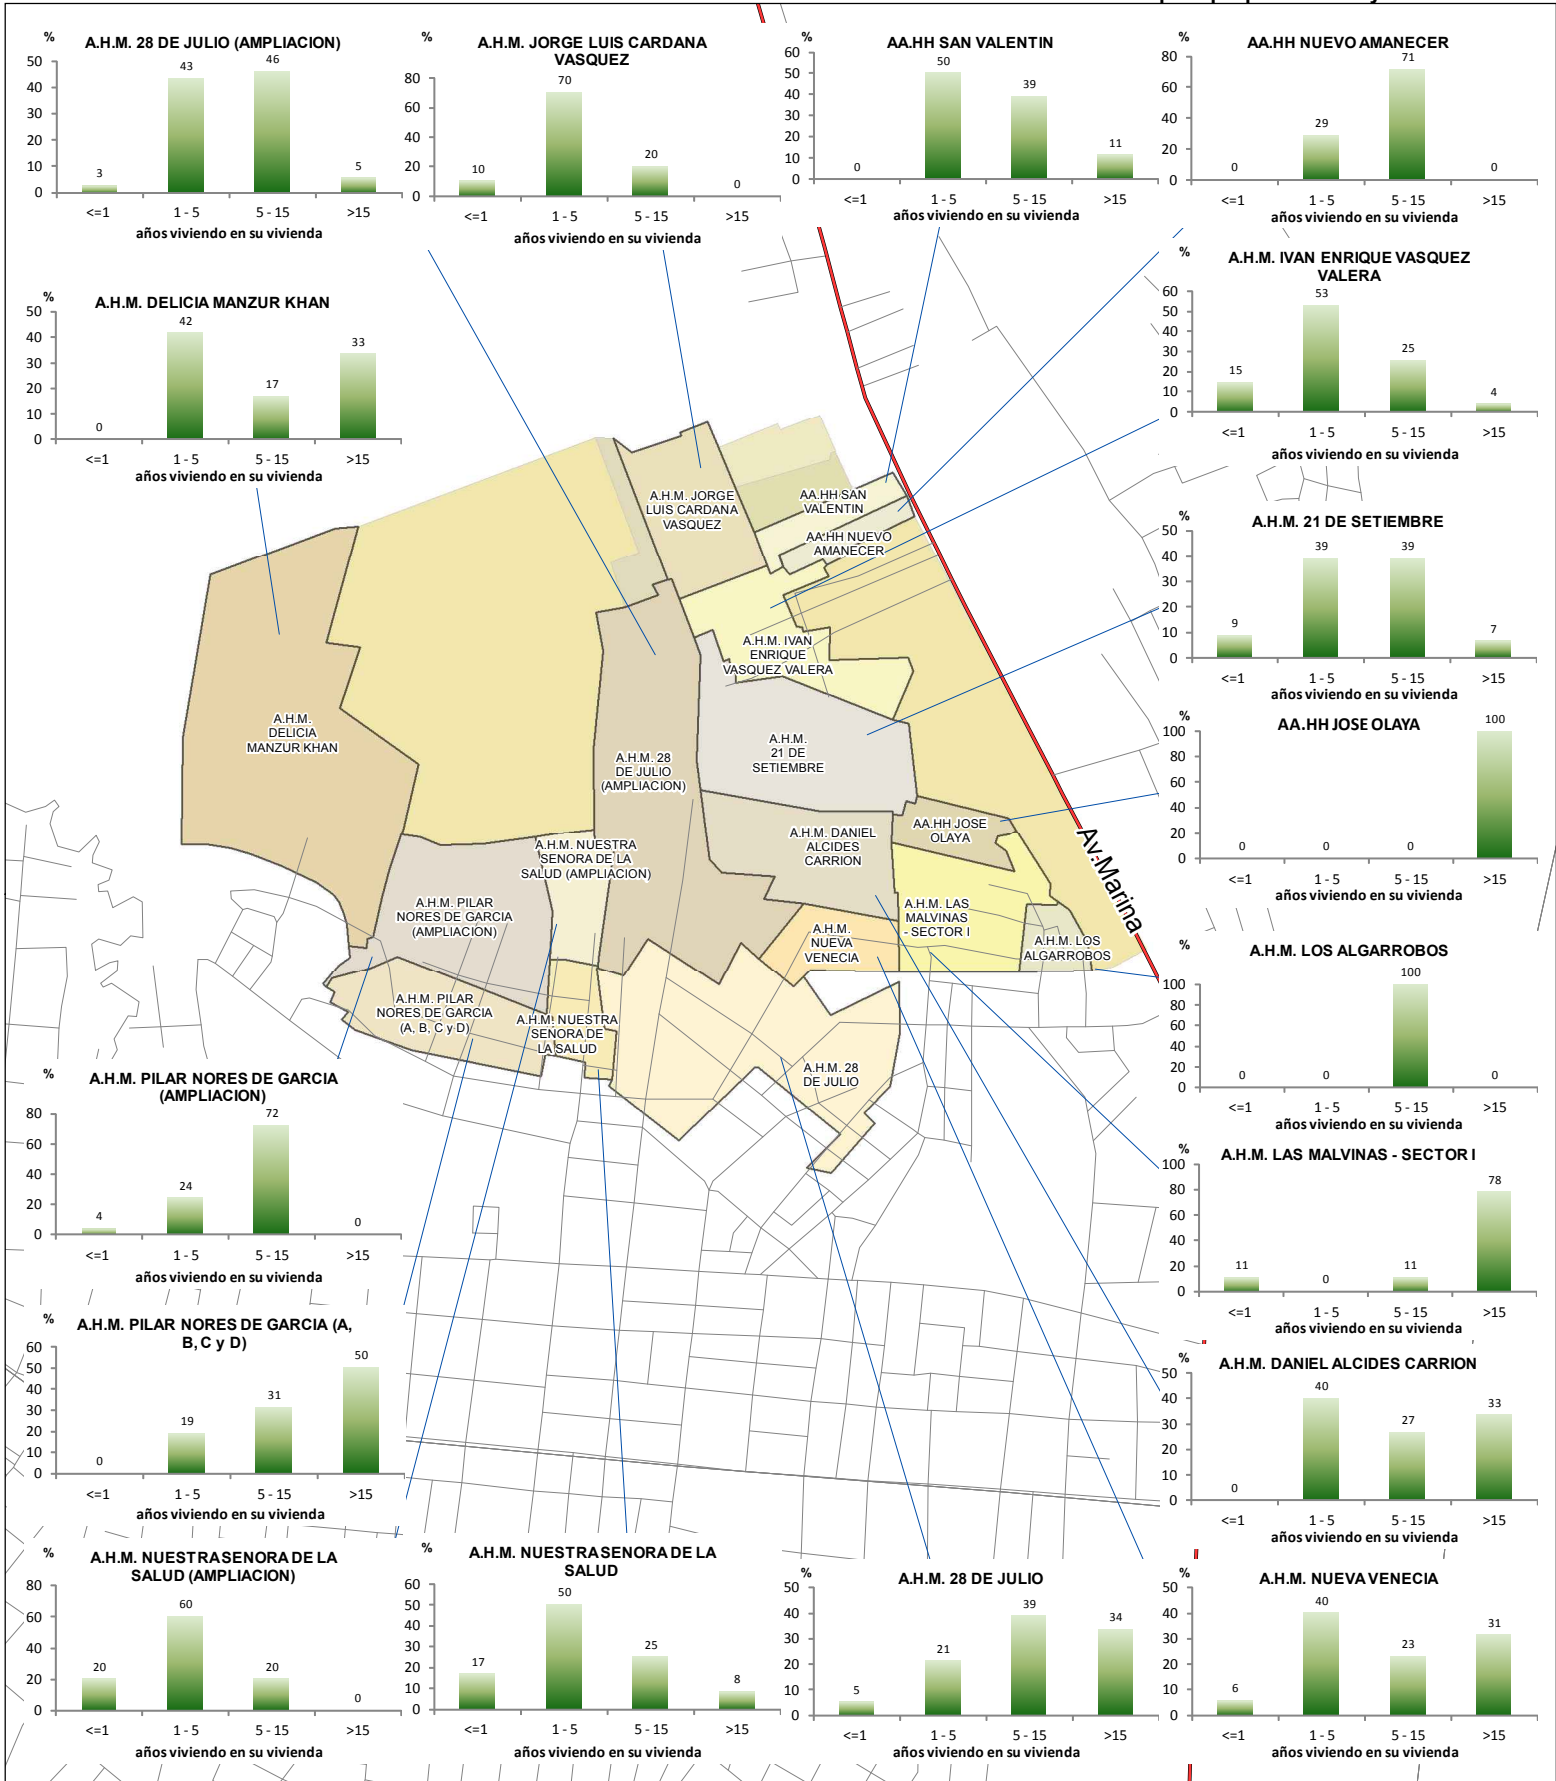 %
A.H.M. 28 DE JULIO (AMPLIACION)
50
40
30
20
10
0
3
43
46
5
<=1 1 - 5 5 - 15 >15
años viviendo en su vivienda
%
A.H.M. JORGE LUIS CARDANA
VASQUEZ
80
60
40
20
0
10
70
20
0
<=1 1 - 5 5 - 15 >15
años viviendo en su vivienda
%
AA.HH SAN VALENTIN
60
50
40
30
20
10
0
0
50
39
11
<=1 1 - 5 5 - 15 >15
años viviendo en su vivienda
%
AA.HH NUEVO AMANECER
80
60
40
20
0
0
29
71
0
<=1 1 - 5 5 - 15 >15
años viviendo en su vivienda
%
A.H.M. DELICIA MANZUR KHAN
50
40
30
20
10
0
0
42
17
33
<=1 1 - 5 5 - 15 >15
años viviendo en su vivienda
%
A.H.M. IVAN ENRIQUE VASQUEZ
VALERA
60
50
40
30
20
10
0
15
53
25
4
<=1 1 - 5 5 - 15 >15
años viviendo en su vivienda
%
A.H.M. 21 DE SETIEMBRE
50
40
30
20
10
0
9
39
39
7
<=1 1 - 5 5 - 15 >15
años viviendo en su vivienda
%
AA.HH JOSE OLAYA
100
80
60
40
20
0
0
0
0
100
<=1 1 - 5 5 - 15 >15
años viviendo en su vivienda
A.H.M. JORGE
LUIS CARDANA
VASQUEZ
AA.HH SAN
VALENTIN
AA.HH NUEVO
AMANECER
A.H.M. IVAN
ENRIQUE
VASQUEZ VALERA
A.H.M.
DELICIA
MANZUR KHAN
A.H.M. 28
DE JULIO
(AMPLIACION)
A.H.M.
21 DE
SETIEMBRE
A.H.M. DANIEL
ALCIDES
CARRION
AA.HH JOSE
OLAYA
Av.Marina
A.H.M. NUESTRA
SENORA DE LA
SALUD (AMPLIACION)
A.H.M. PILAR
NORES DE GARCIA
(AMPLIACION)
A.H.M. LAS
MALVINAS
- SECTOR I
A.H.M.
NUEVA
VENECIA
A.H.M. LOS
ALGARROBOS
A.H.M. PILAR
NORES DE GARCIA
(A, B, C y D)
A.H.M. NUESTRA
SENORA DE
LA SALUD
A.H.M. 28
DE JULIO
%
A.H.M. LOS ALGARROBOS
100
80
60
40
20
0
0
0
100
0
<=1 1 - 5 5 - 15 >15
años viviendo en su vivienda
%
A.H.M. PILAR NORES DE GARCIA
(AMPLIACION)
80
60
40
20
0
4
24
72
0
<=1 1 - 5 5 - 15 >15
años viviendo en su vivienda
%
A.H.M. LAS MALVINAS - SECTOR I
100
80
60
40
20
0
11
0
11
78
<=1 1 - 5 5 - 15 >15
años viviendo en su vivienda
%
A.H.M. PILAR NORES DE GARCIA (A,
B, C y D)
60
50
40
30
20
10
0
0
19
31
50
<=1 1 - 5 5 - 15 >15
años viviendo en su vivienda
%
A.H.M. DANIEL ALCIDES CARRION
50
40
30
20
10
0
0
40
27
33
<=1 1 - 5 5 - 15 >15
años viviendo en su vivienda
%
A.H.M. NUESTRA SENORA DE LA
SALUD (AMPLIACION)
80
60
40
20
0
20
60
20
0
<=1 1 - 5 5 - 15 >15
años viviendo en su vivienda
%
A.H.M. NUESTRA SENORA DE LA
SALUD
60
50
40
30
20
10
0
17
50
25
8
<=1 1 - 5 5 - 15 >15
años viviendo en su vivienda
%
A.H.M. 28 DE JULIO
50
40
30
20
10
0
5
21
39
34
<=1 1 - 5 5 - 15 >15
años viviendo en su vivienda
%
A.H.M. NUEVA VENECIA
50
40
30
20
10
0
6
40
23
31
<=1 1 - 5 5 - 15 >15
años viviendo en su vivienda